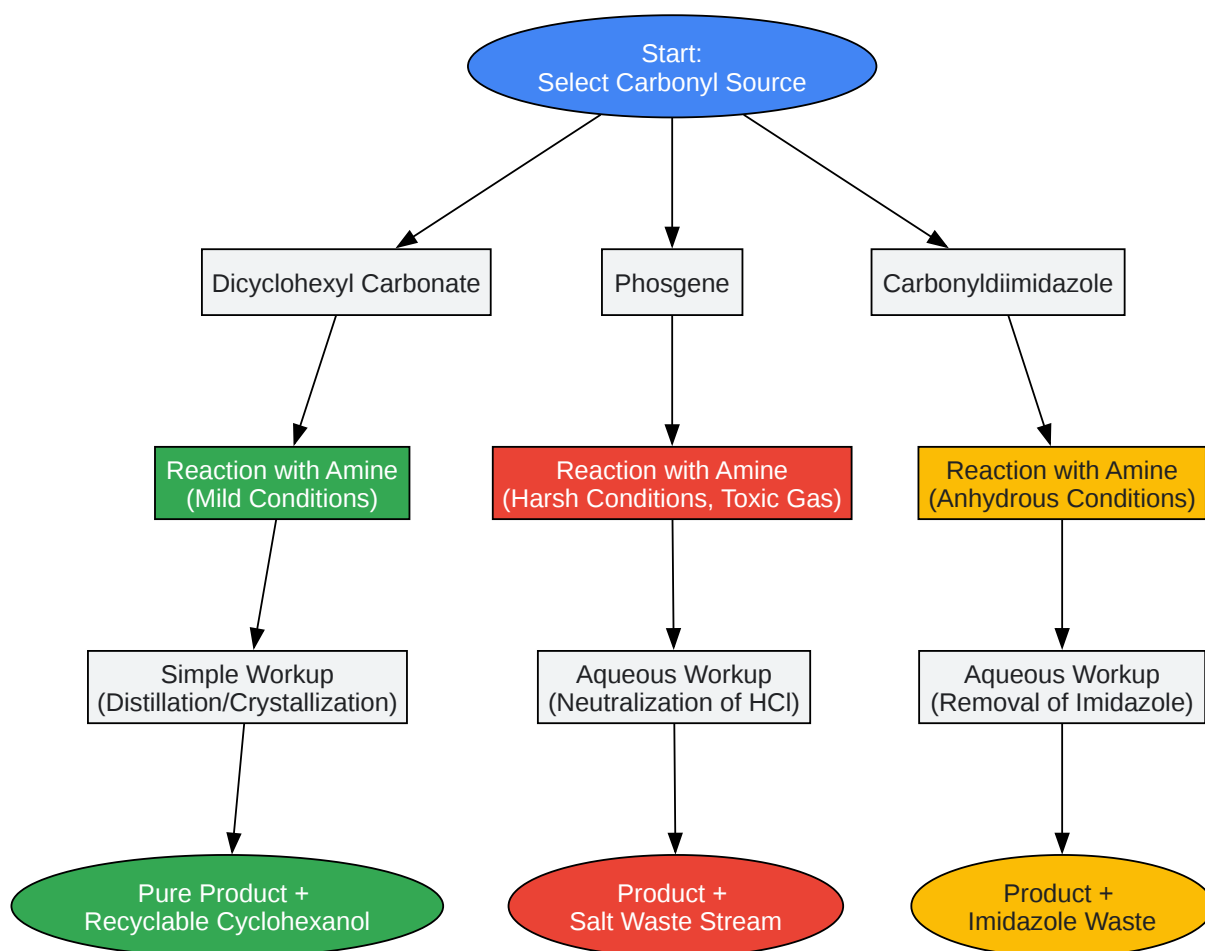 Start:
Select Carbonyl Source
Dicyclohexyl Carbonate
Phosgene
Carbonyldiimidazole
Reaction with Amine
(Mild Conditions)
Reaction with Amine
(Harsh Conditions, Toxic Gas)
Reaction with Amine
(Anhydrous Conditions)
Simple Workup
(Distillation/Crystallization)
Aqueous Workup
(Neutralization of HCl)
Aqueous Workup
(Removal of Imidazole)
Pure Product +
Recyclable Cyclohexanol
Product +
Salt Waste Stream
Product +
Imidazole Waste